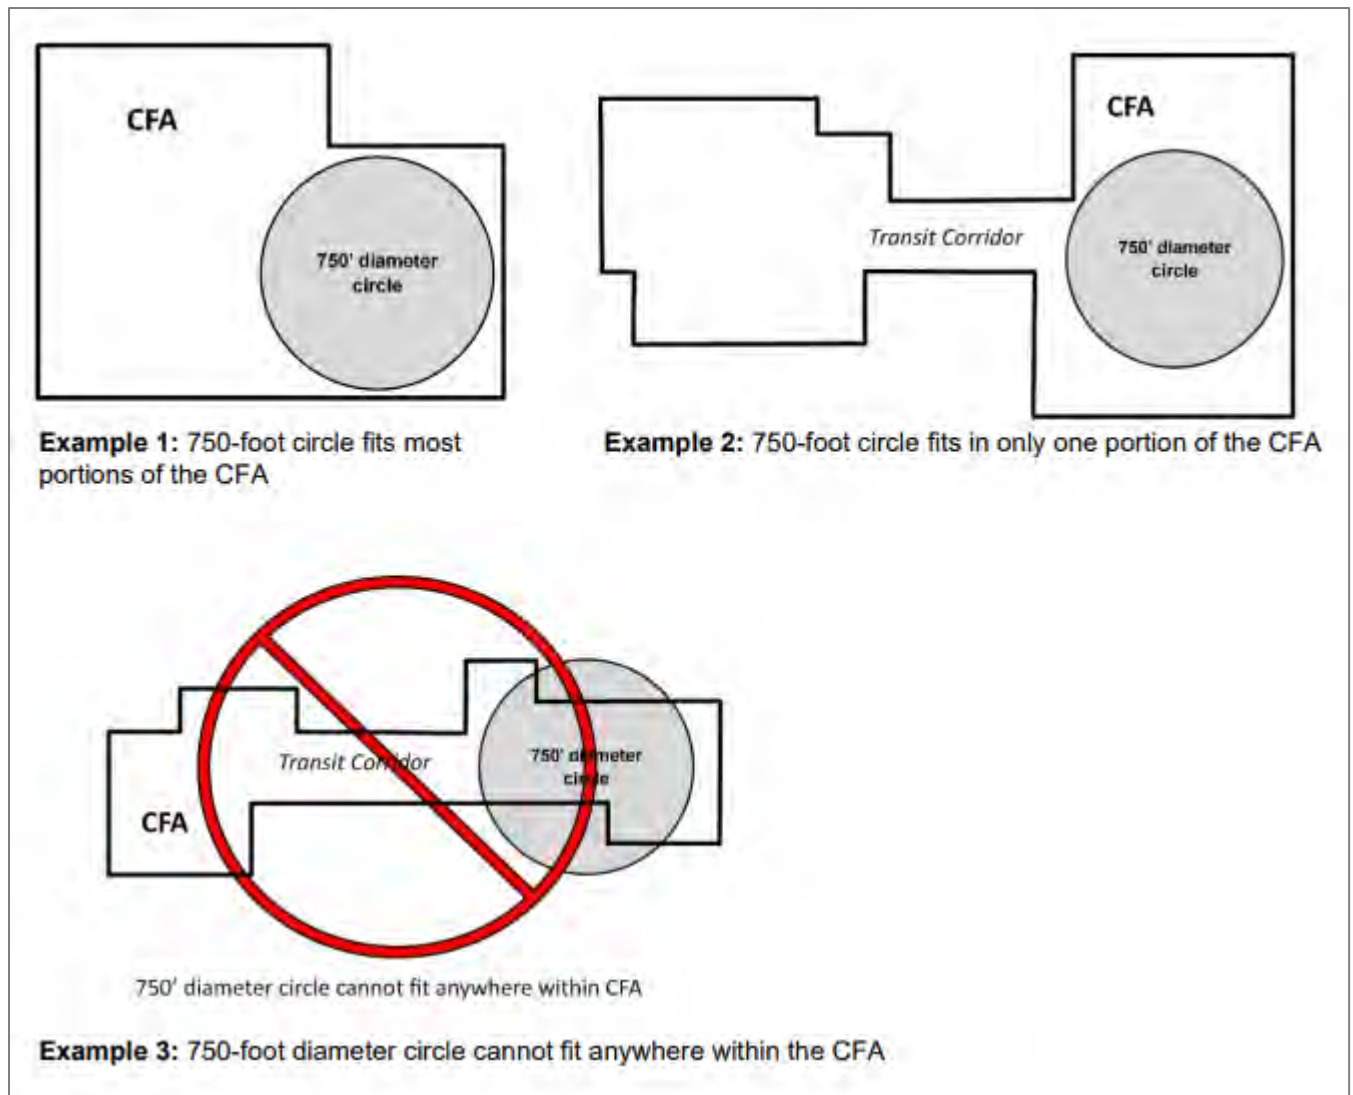 CFA
750' diameter
circle
Example 1: 750-foot circle fits most
portions of the CFA
CFA
Transit Corridor
750' diameter
circle
Example 2: 750-foot circle fits in only one portion of the CFA
Transit Corridor
750' diameter
circle
CFA
750' diameter circle cannot fit anywhere within CFA
Example 3: 750-foot diameter circle cannot fit anywhere within the CFA